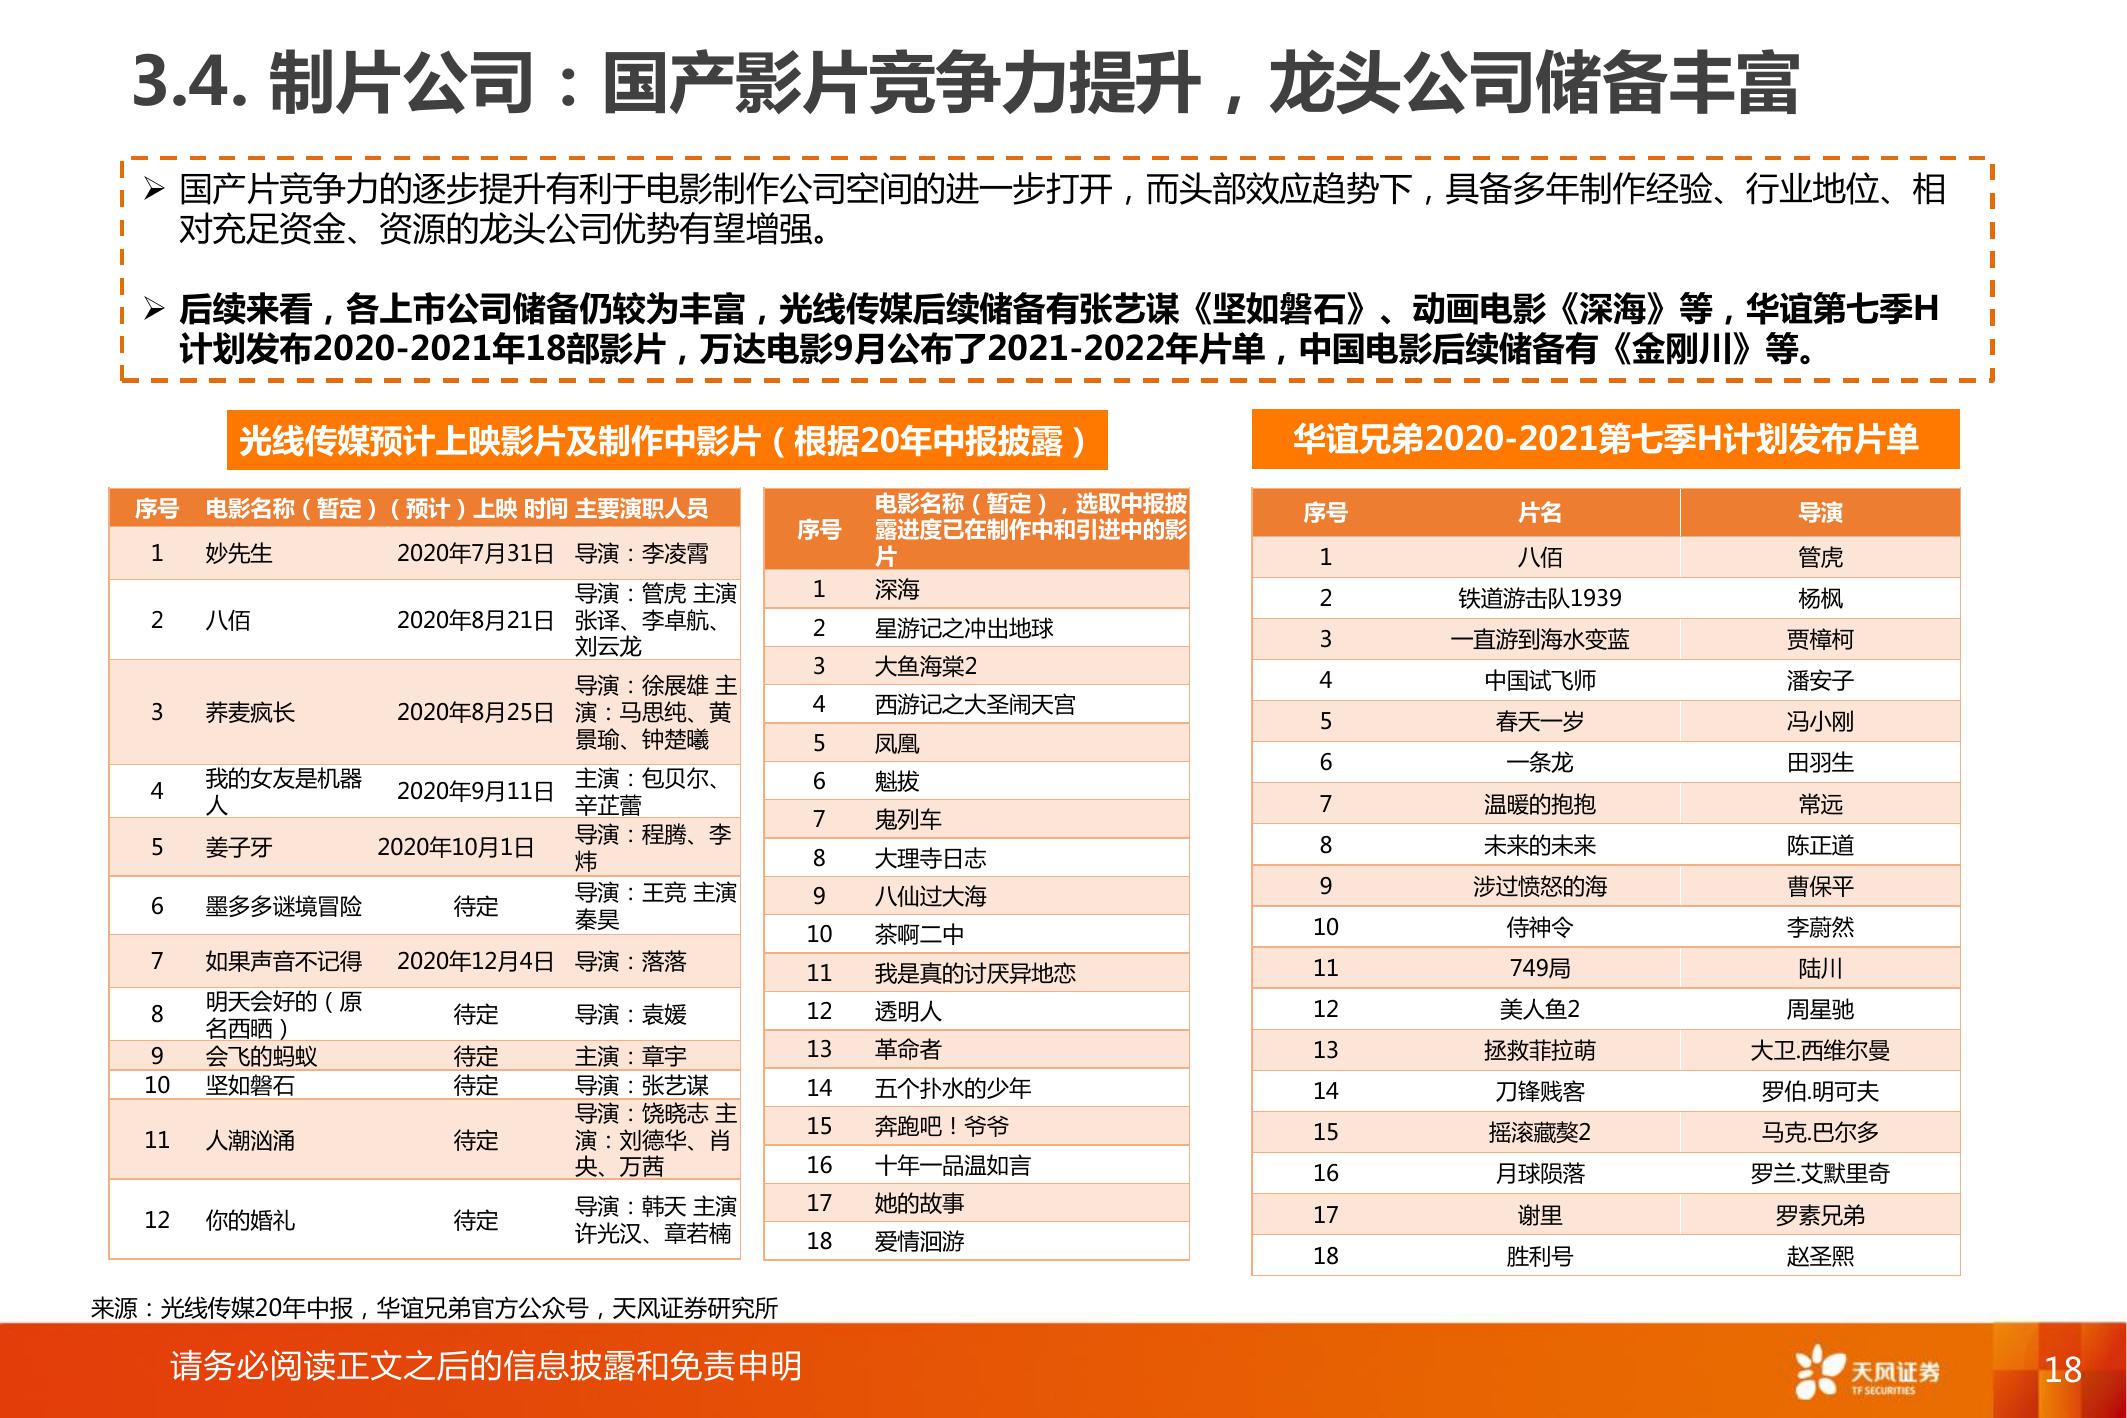 3.4. 制片公司：国产影片竞争力提升，龙头公司储备丰富
国产片竞争力的逐步提升有利于电影制作公司空间的进一步打开，而头部效应趋势下，具备多年制作经验、行业地位、相
对充足资金、资源的龙头公司优势有望增强。
后续来看，各上市公司储备仍较为丰富，光线传媒后续储备有张艺谋《坚如磐石》、动画电影《深海》等，华谊第七季H
计划发布2020-2021年18部影片，万达电影9月公布了2021-2022年片单，中国电影后续储备有《金刚川》等。
光线传媒预计上映影片及制作中影片（根据20年中报披露）
序号 电影名称（暂定）（预计）上映 时间 主要演职人员
1 妙先生 2020年7月31日 导演：李凌霄
2 八佰 2020年8月21日 导演：管虎 主演
张译、李卓航、
刘云龙
3 荞麦疯长 2020年8月25日 导演：徐展雄 主
演：马思纯、黄
景瑜、钟楚曦
4 我的女友是机器
人 2020年9月11日 主演：包贝尔、
辛芷蕾
5 姜子牙 2020年10月1日 导演：程腾、李
炜
6 墨多多谜境冒险 待定 导演：王竞 主演
秦昊
7 如果声音不记得 2020年12月4日 导演：落落
8 明天会好的（原
名西晒） 待定 导演：袁媛
9 会飞的蚂蚁 待定 主演：章宇
10 坚如磐石 待定 导演：张艺谋
11 人潮汹涌 待定 导演：饶晓志 主
演：刘德华、肖
央、万茜
12 你的婚礼 待定 导演：韩天 主演
许光汉、章若楠
序号 电影名称（暂定），选取中报披
露进度已在制作中和引进中的影
片
1 深海
2 星游记之冲出地球
3 大鱼海棠2
4 西游记之大圣闹天宫
5 凤凰
6 魁拔
7 鬼列车
8 大理寺日志
9 八仙过大海
10 茶啊二中
11 我是真的讨厌异地恋
12 透明人
13 革命者
14 五个扑水的少年
15 奔跑吧！爷爷
16 十年一品温如言
17 她的故事
18 爱情洄游
华谊兄弟2020-2021第七季H计划发布片单
序号 片名 导演
1 八佰 管虎
2 铁道游击队1939 杨枫
3 一直游到海水变蓝 贾樟柯
4 中国试飞师 潘安子
5 春天一岁 冯小刚
6 一条龙 田羽生
7 温暖的抱抱 常远
8 未来的未来 陈正道
9 涉过愤怒的海 曹保平
10 侍神令 李蔚然
11 749局 陆川
12 美人鱼2 周星驰
13 拯救菲拉萌 大卫.西维尔曼
14 刀锋贱客 罗伯.明可夫
15 摇滚藏獒2 马克.巴尔多
16 月球陨落 罗兰.艾默里奇
17 谢里 罗素兄弟
18 胜利号 赵圣熙
来源：光线传媒20年中报，华谊兄弟官方公众号，天风证券研究所
请务必阅读正文之后的信息披露和免责申明
天风证券
TF SECURITIES
18